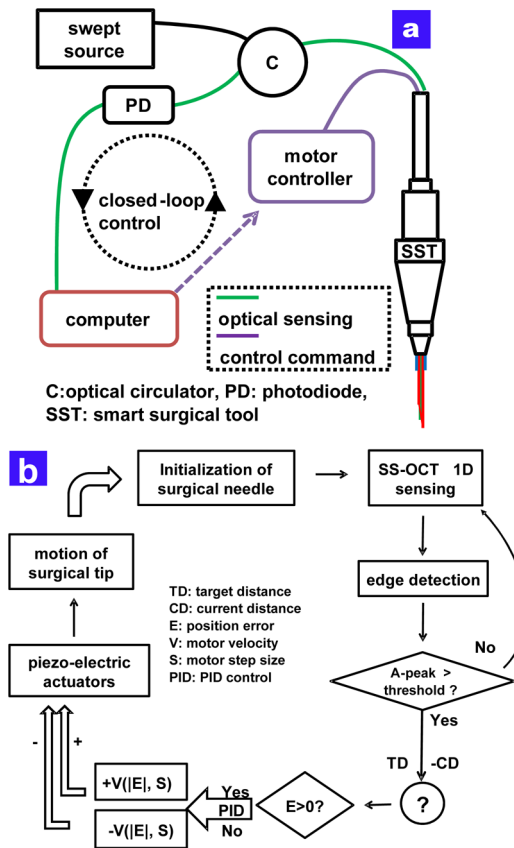 a
swept
source
C
PD
motor
controller
closed-loop
control
SST
computer
optical sensing
control command
C:optical circulator, PD: photodiode,
SST: smart surgical tool
b
Initialization of
surgical needle
SS-OCT 1D
sensing
motion of
surgical tip
edge detection
TD: target distance
CD: current distance
E: position error
V: motor velocity
S: motor step size
PID: PID control
piezo-electric
actuators
No
A-peak >
threshold ?
Yes
- +
TD -CD
+V(|E|, S)
-V(|E|, S)
Yes
PID
No
E>0?
?